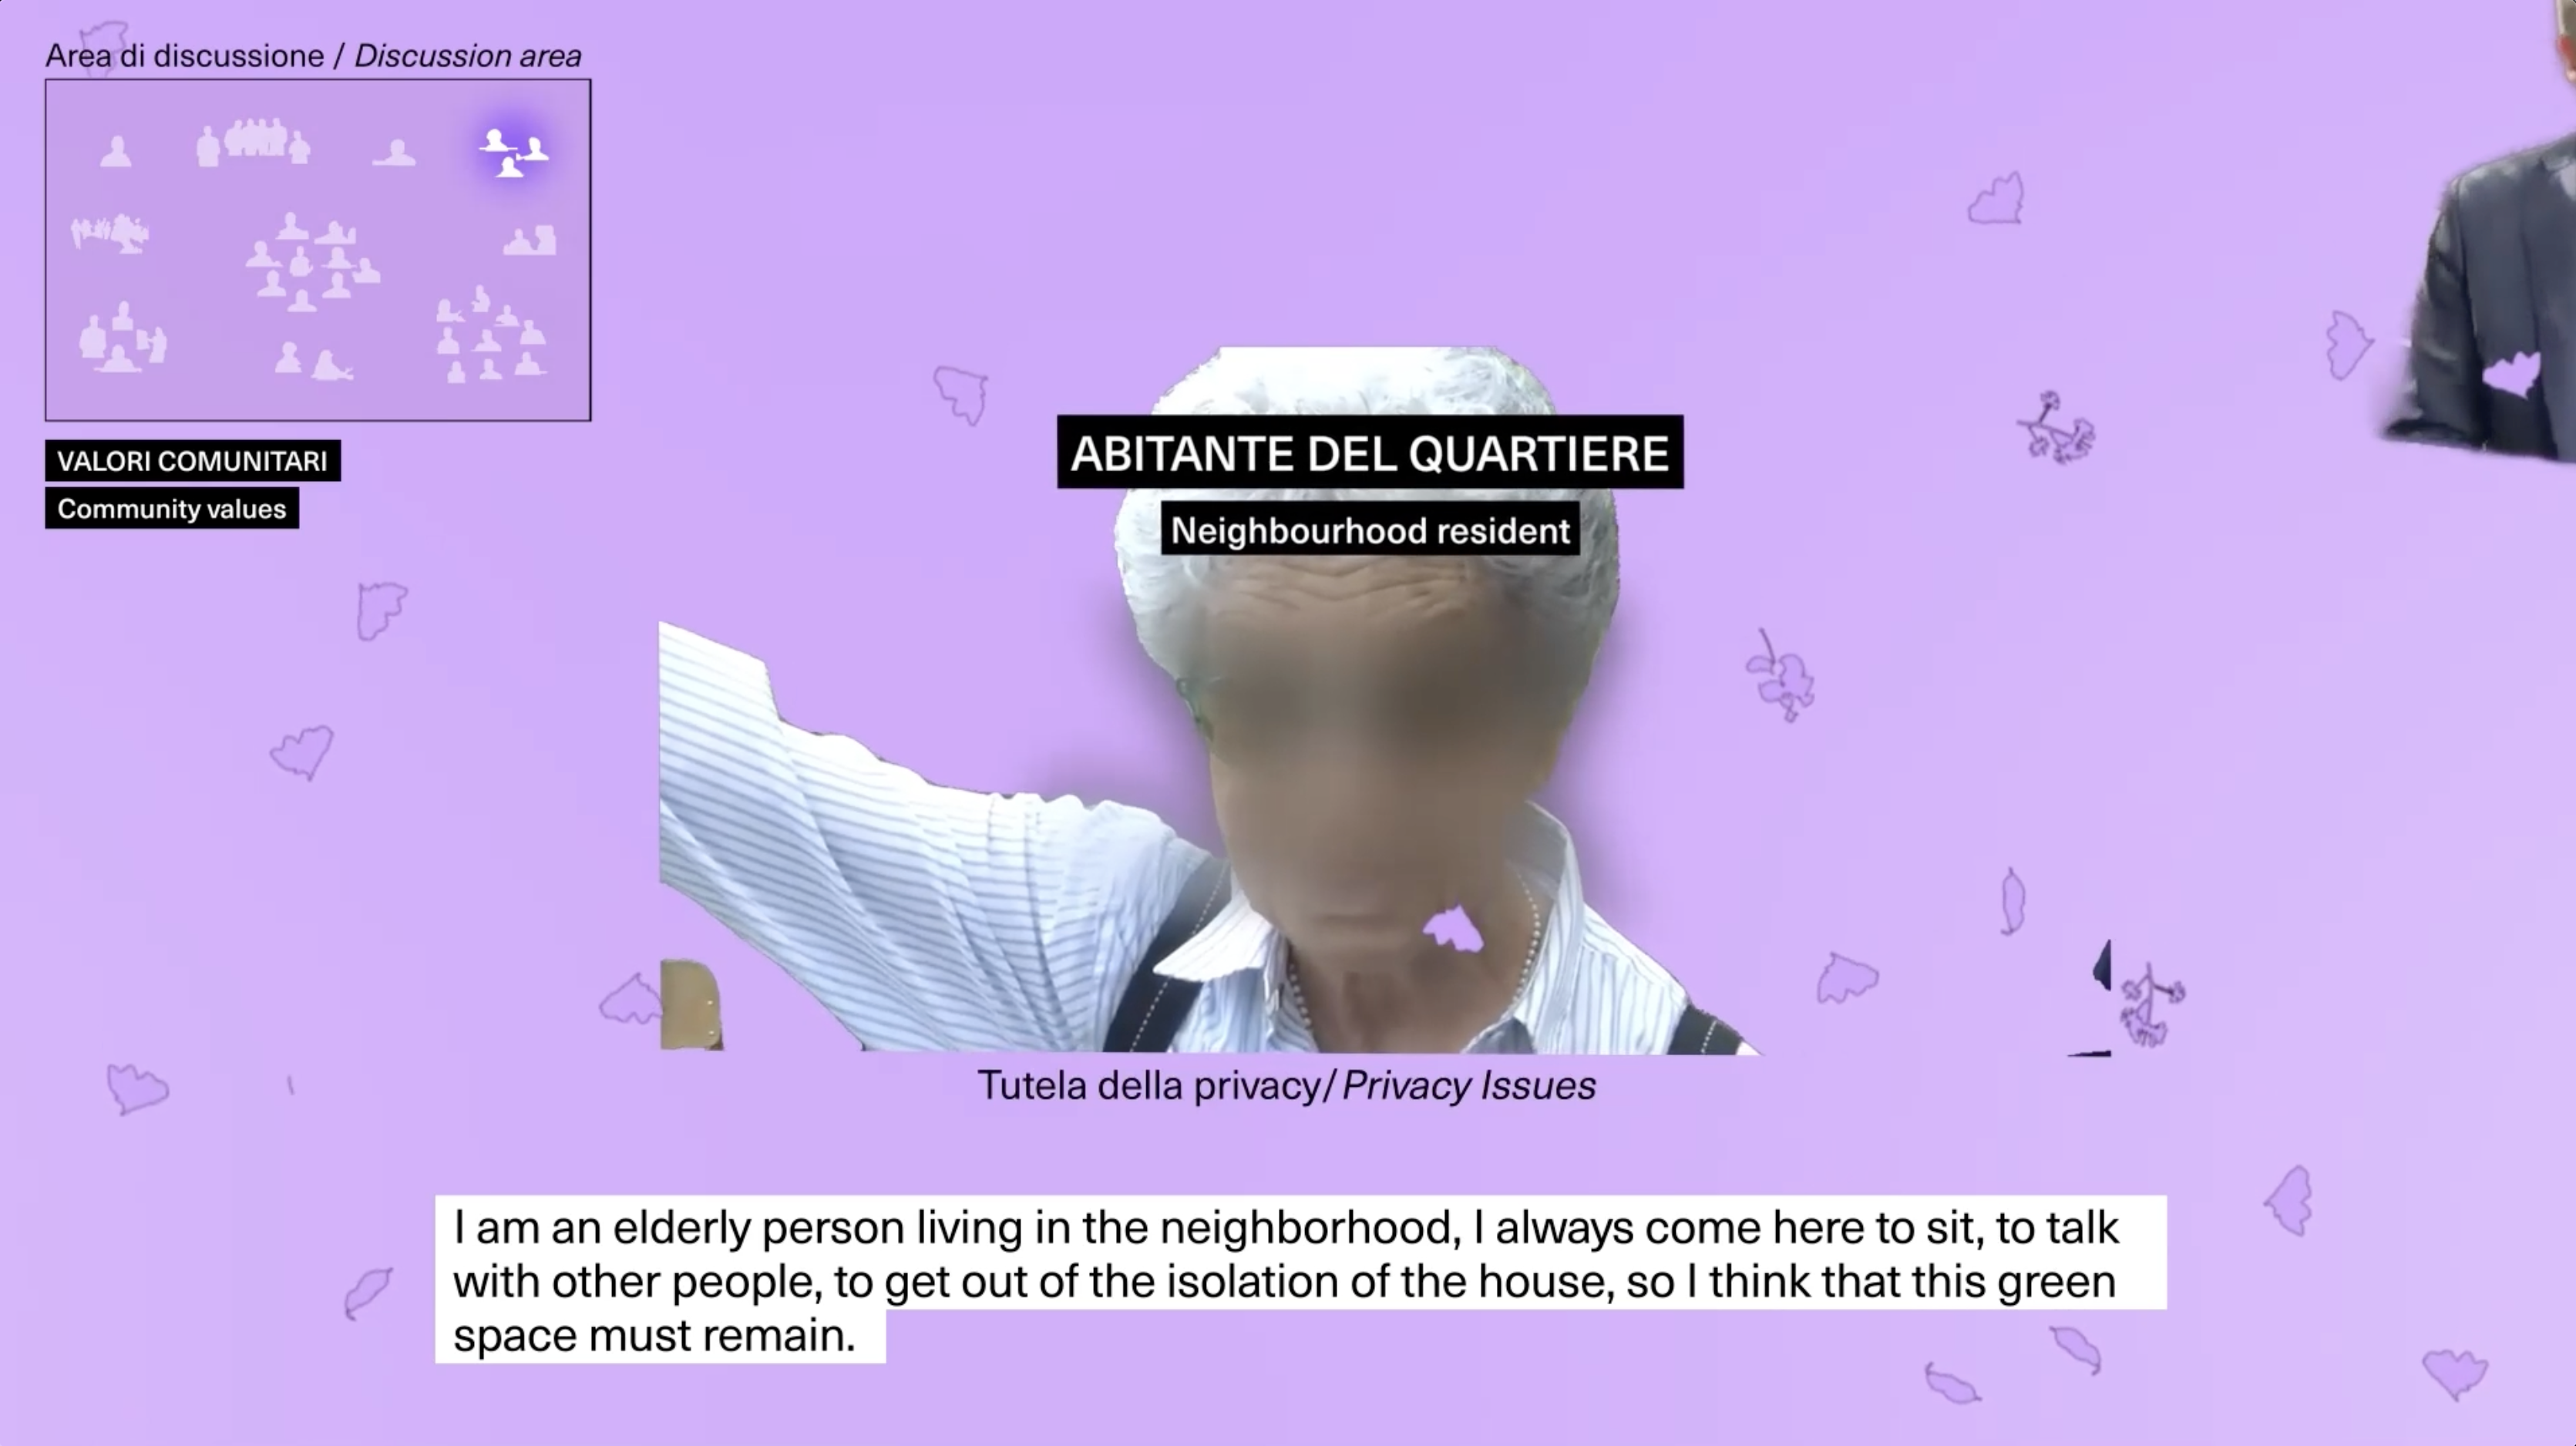 Area di discussione / Discussion area
VALORI COMUNITARI
Community values
ABITANTE DEL QUARTIERE
Neighbourhood resident
Tutela della privacy/Privacy Issues
I am an elderly person living in the neighborhood, I always come here to sit, to talk
with other people, to get out of the isolation of the house, so I think that this green
space must remain.